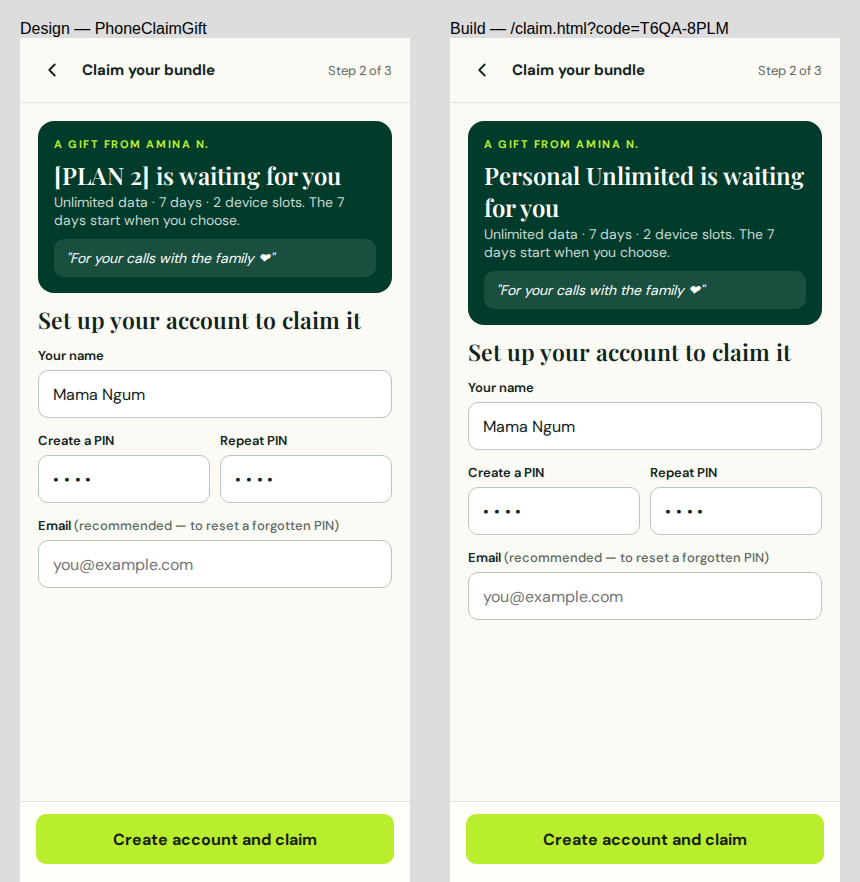 Design — PhoneClaimGift
Claim your bundle
Step 2 of 3
A GIFT FROM AMINA N.
[PLAN 2] is waiting for you
Unlimited data · 7 days · 2 device slots. The 7
days start when you choose.
"For your calls with the family ❤"
Set up your account to claim it
Your name
Mama Ngum
Create a PIN
Repeat PIN
••••
••••
Email (recommended — to reset a forgotten PIN)
you@example.com
Create account and claim
Build — /claim.html?code=T6QA-8PLM
Claim your bundle
Step 2 of 3
A GIFT FROM AMINA N.
Personal Unlimited is waiting
for you
Unlimited data · 7 days · 2 device slots. The 7
days start when you choose.
"For your calls with the family ❤"
Set up your account to claim it
Your name
Mama Ngum
Create a PIN
Repeat PIN
••••
••••
Email (recommended — to reset a forgotten PIN)
you@example.com
Create account and claim